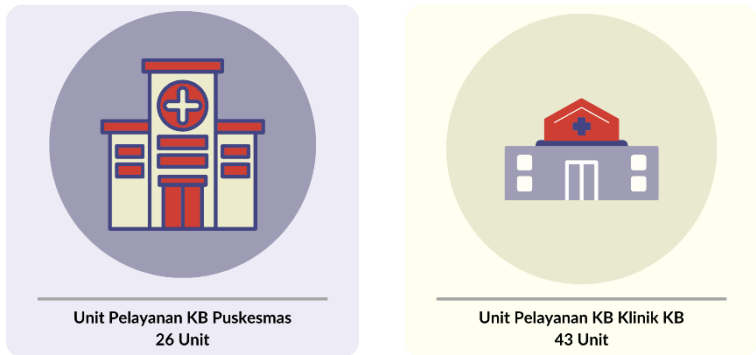 Unit Pelayanan KB Puskesmas
26 Unit
Unit Pelayanan KB Klinik KB
43 Unit